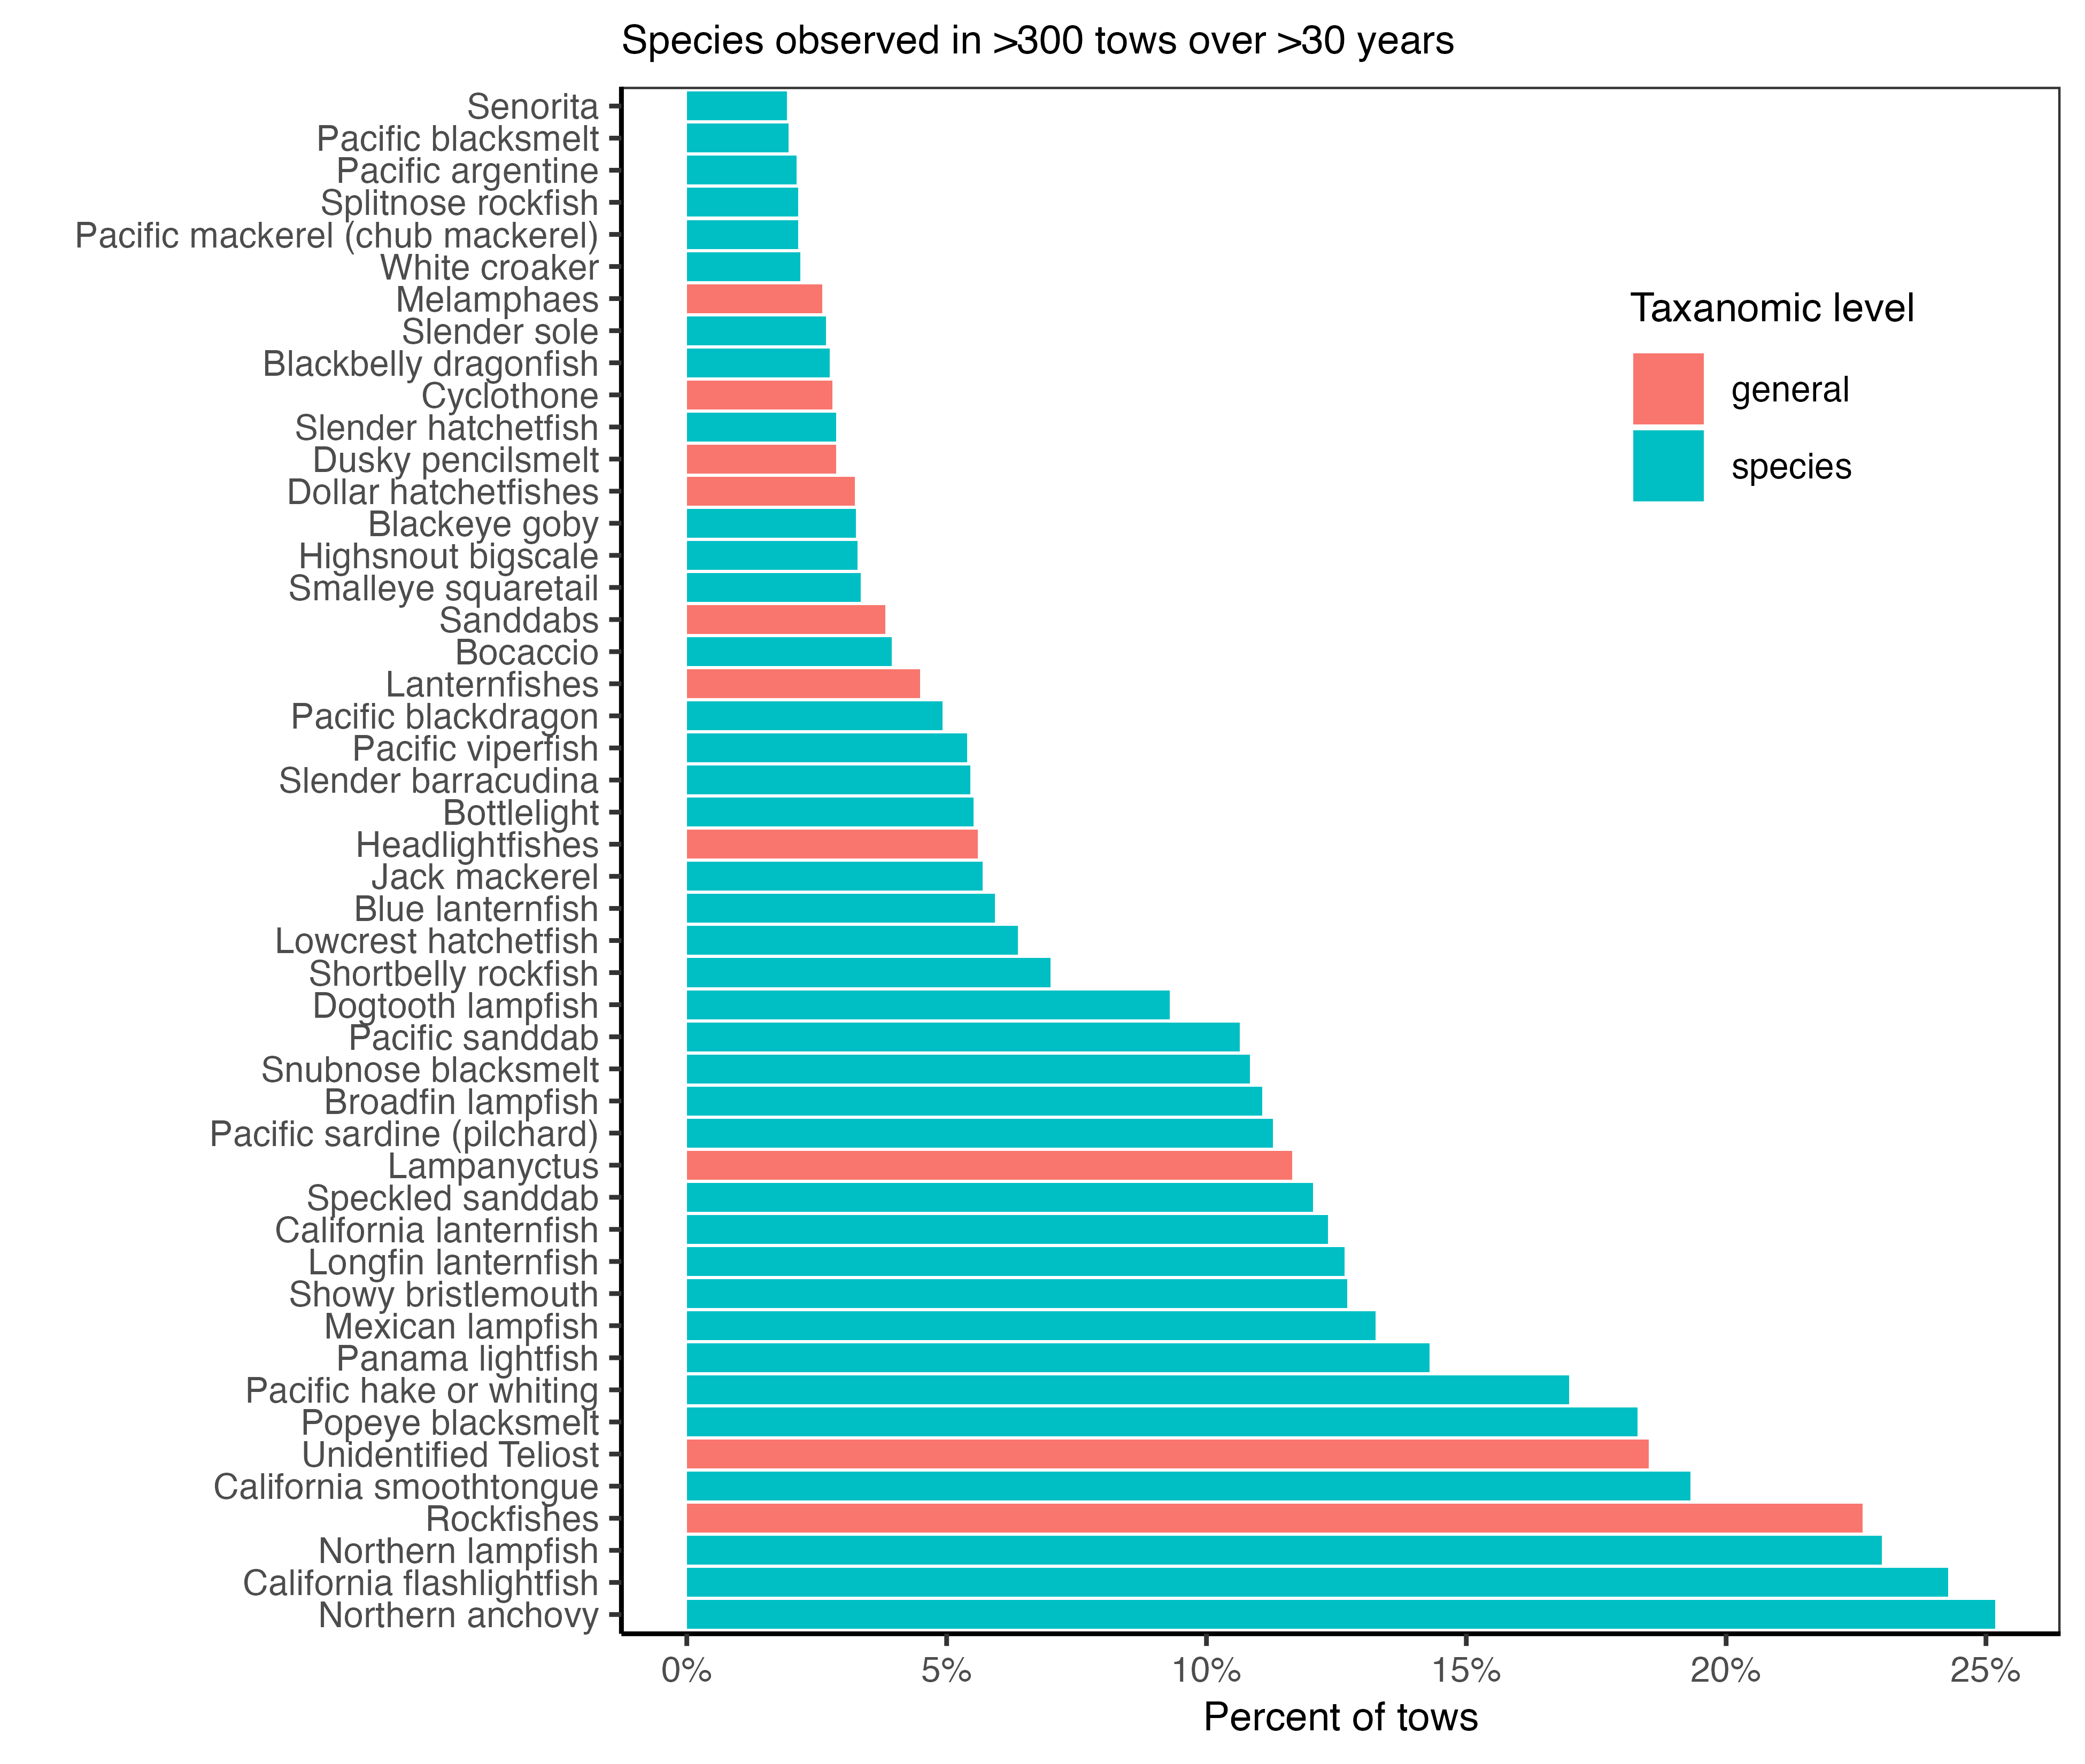 Species observed in >300 tows over >30 years
Senorita
Pacific blacksmelt
Pacific argentine
Splitnose rockfish
Pacific mackerel (chub mackerel)
White croaker
Melamphaes
Slender sole
Blackbelly dragonfish
Cyclothone
Slender hatchetfish
Dusky pencilsmelt
Dollar hatchetfishes
Blackeye goby
Highsnout bigscale
Smalleye squaretail
Sanddabs
Bocaccio
Lanternfishes
Pacific blackdragon
Pacific viperfish
Slender barracudina
Bottlelight
Headlightfishes
Jack mackerel
Blue lanternfish
Lowcrest hatchetfish
Shortbelly rockfish
Dogtooth lampfish
Pacific sanddab
Snubnose blacksmelt
Broadfin lampfish
Pacific sardine (pilchard)
Lampanyctus
Speckled sanddab
California lanternfish
Longfin lanternfish
Showy bristlemouth
Mexican lampfish
Panama lightfish
Pacific hake or whiting
Popeye blacksmelt
Unidentified Teliost
California smoothtongue
Rockfishes
Northern lampfish
California flashlightfish
Northern anchovy
Taxanomic level
general
species
0% 5% 10% 15% 20% 25%
Percent of tows